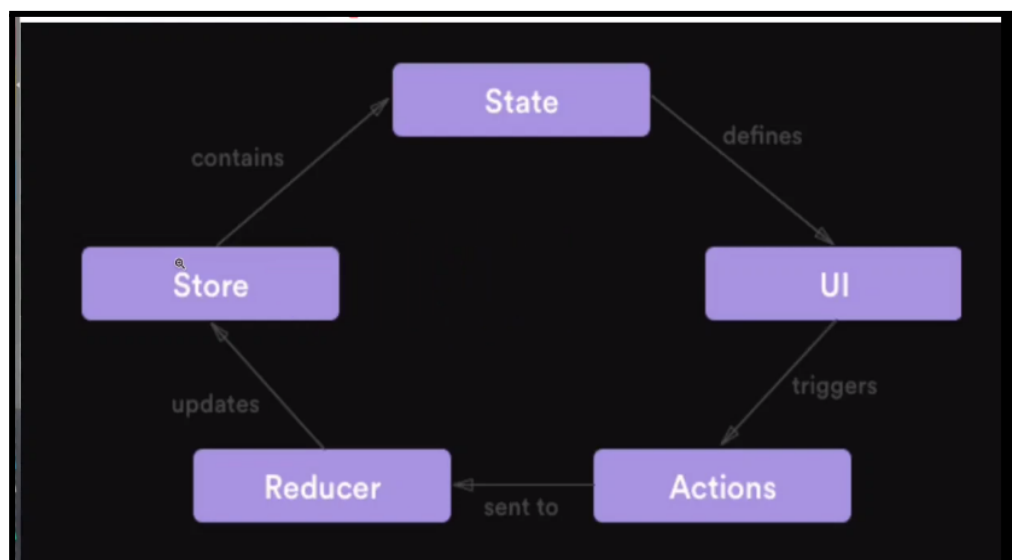 State
defines
contains
Store
UI
triggers
updates
Reducer
sent to
Actions